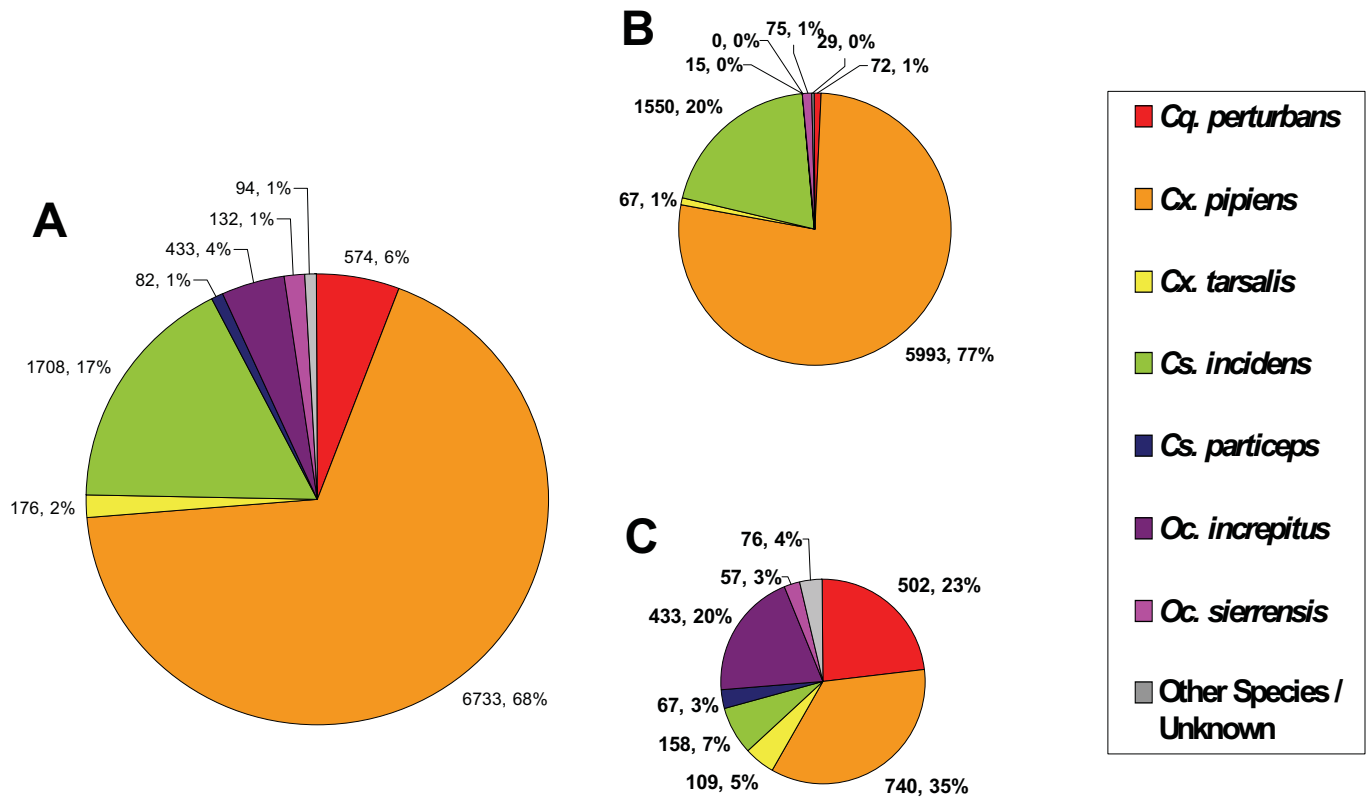 A
94, 1%
132, 1%
433, 4%
82, 1%
574, 6%
1708, 17%
176, 2%
6733, 68%
B
75, 1%
29, 0%
0, 0%
15, 0%
72, 1%
1550, 20%
67, 1%
5993, 77%
C
76, 4%
57, 3%
502, 23%
433, 20%
67, 3%
158, 7%
109, 5%
740, 35%
Cq. perturbans
Cx. pipiens
Cx. tarsalis
Cs. incidens
Cs. particeps
Oc. increpitus
Oc. sierrensis
Other Species /
Unknown